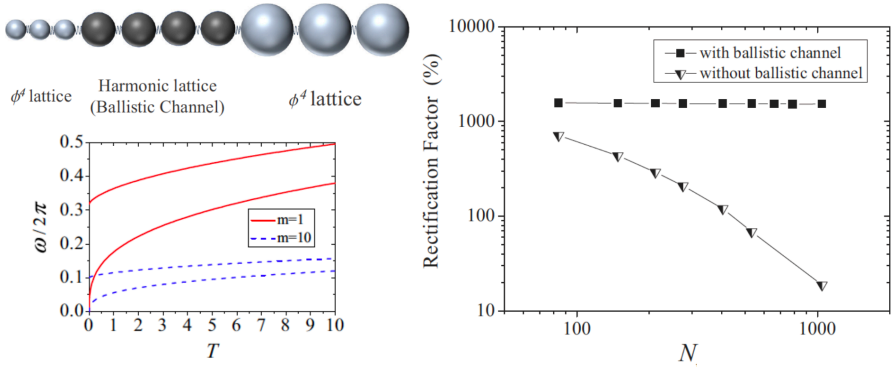 ϕ⁴ lattice
Harmonic lattice
(Ballistic Channel)
ϕ⁴ lattice
ω/2π
0.5
0.4
0.3
0.2
0.1
0.0
m=1
m=10
0 1 2 3 4 5 6 7 8 9 10
T
Rectification Factor (%)
10000
1000
100
10
with ballistic channel
without ballistic channel
100 1000
N